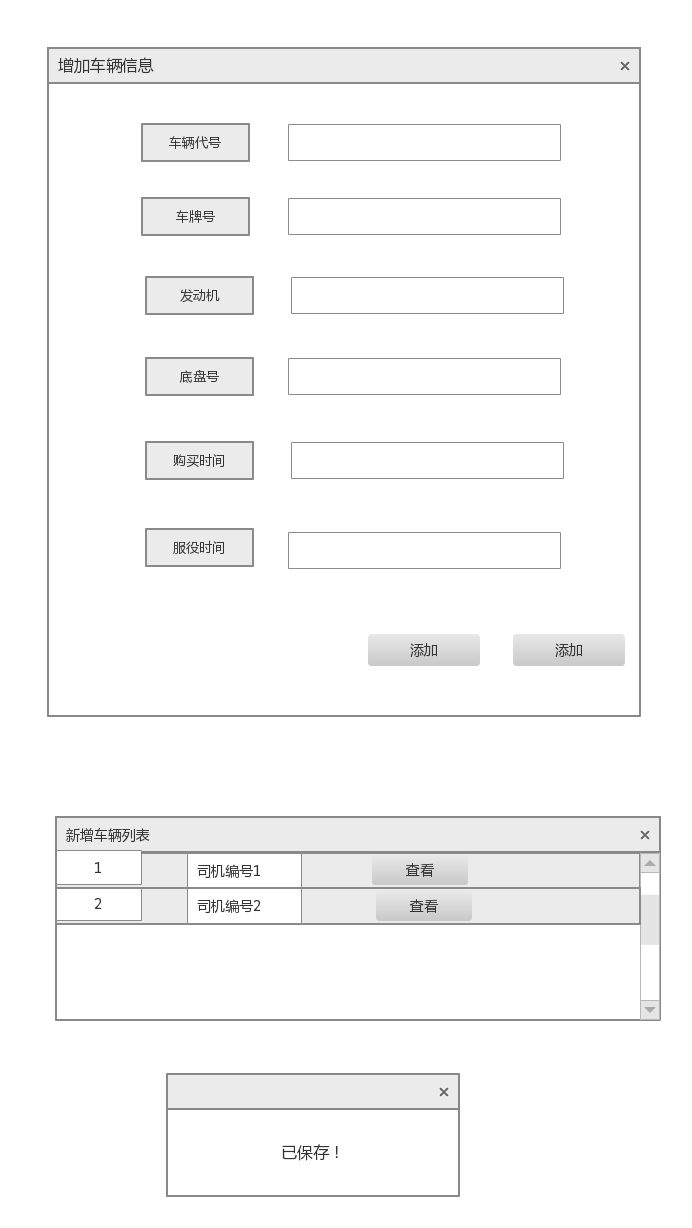 增加车辆信息
车辆代号
车牌号
发动机
底盘号
购买时间
服役时间
添加 添加
新增车辆列表
1 司机编号1 查看
2 司机编号2 查看
已保存！